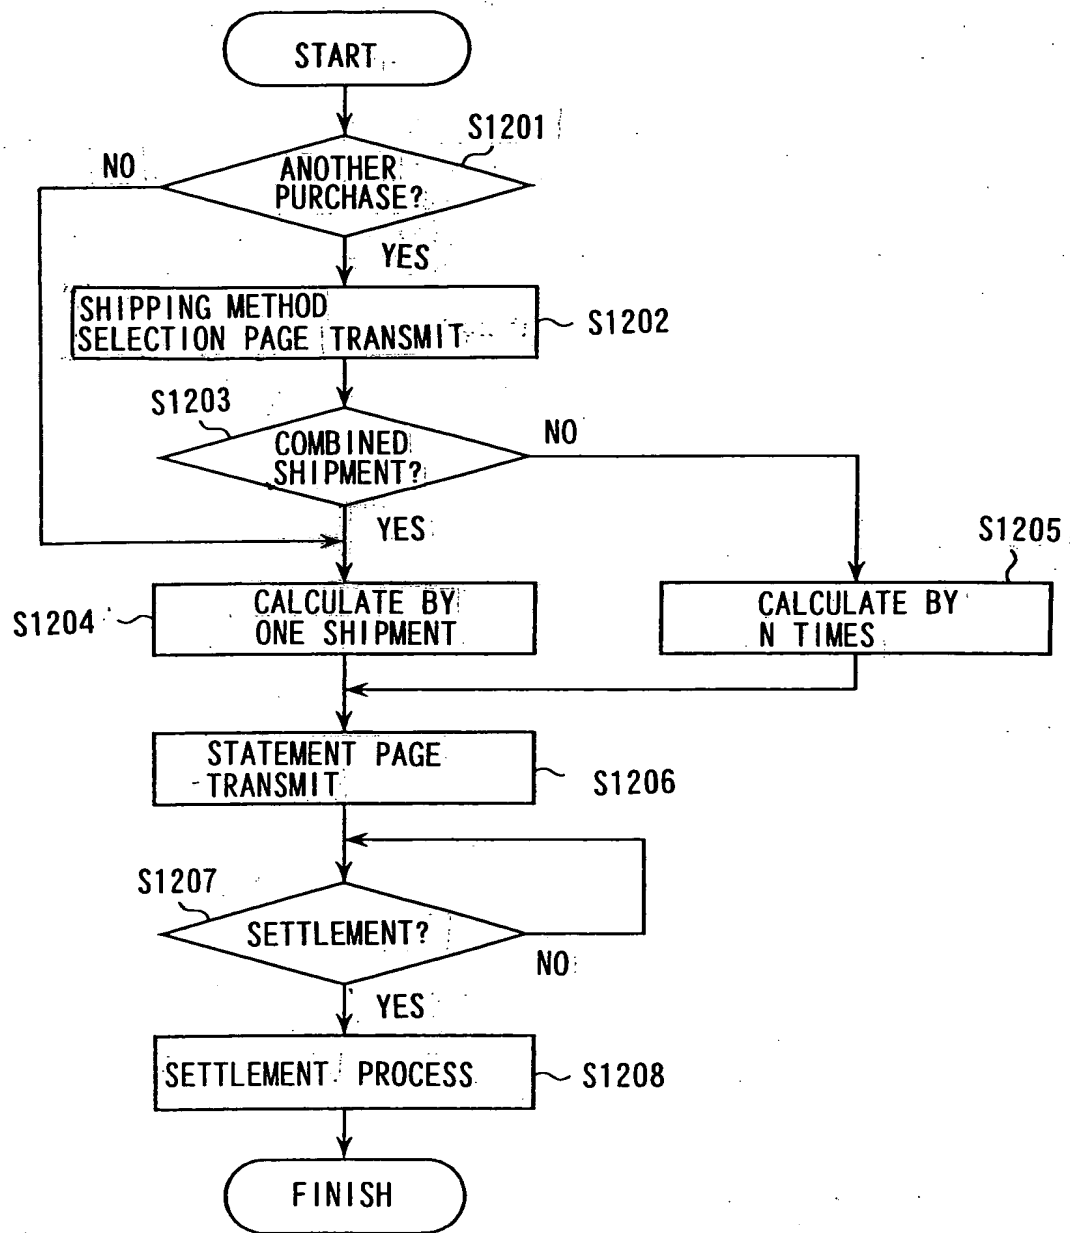 START
S1201
NO
ANOTHER
PURCHASE?
YES
SHIPPING METHOD
SELECTION PAGE TRANSMIT
S1202
S1203
COMBINED
SHIPMENT?
NO
YES
S1205
S1204
CALCULATE BY
ONE SHIPMENT
CALCULATE BY
N TIMES
STATEMENT PAGE
TRANSMIT
S1206
S1207
SETTLEMENT?
NO
YES
SETTLEMENT PROCESS
S1208
FINISH